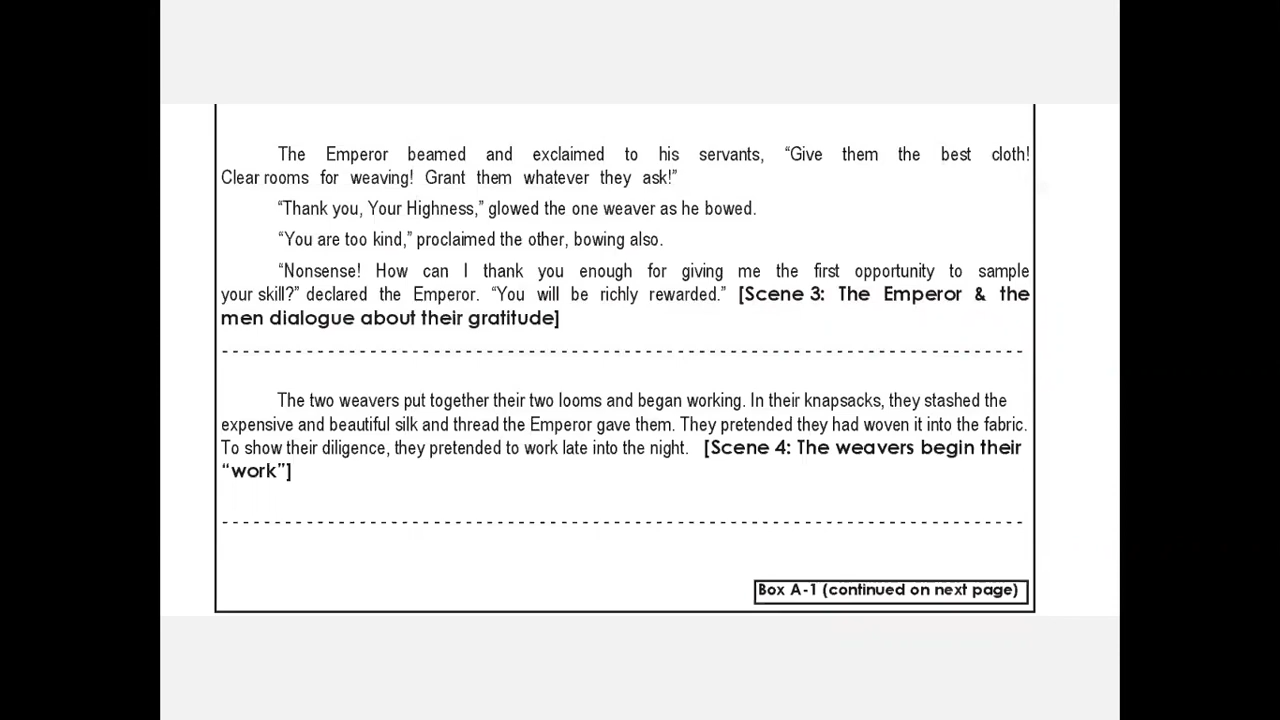 The Emperor beamed and exclaimed to his servants, “Give them the best cloth!
Clear rooms for weaving! Grant them whatever they ask!”
“Thank you, Your Highness,” glowed the one weaver as he bowed.
“You are too kind,” proclaimed the other, bowing also.
“Nonsense! How can I thank you enough for giving me the first opportunity to sample
your skill?” declared the Emperor. “You will be richly rewarded.” [Scene 3: The Emperor & the
men dialogue about their gratitude]
The two weavers put together their two looms and began working. In their knapsacks, they stashed the
expensive and beautiful silk and thread the Emperor gave them. They pretended they had woven it into the fabric.
To show their diligence, they pretended to work late into the night. [Scene 4: The weavers begin their
“work”]
Box A-1 (continued on next page)